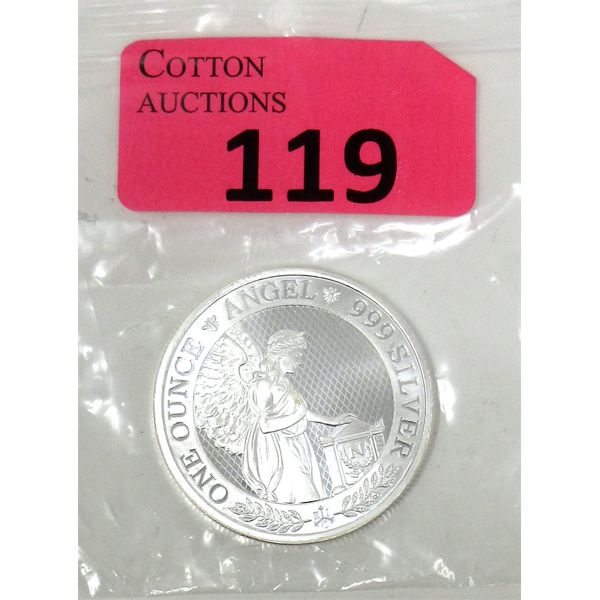 COTTON
AUCTIONS
119
ONE OUNCE ANGEL 999 SILVER
N